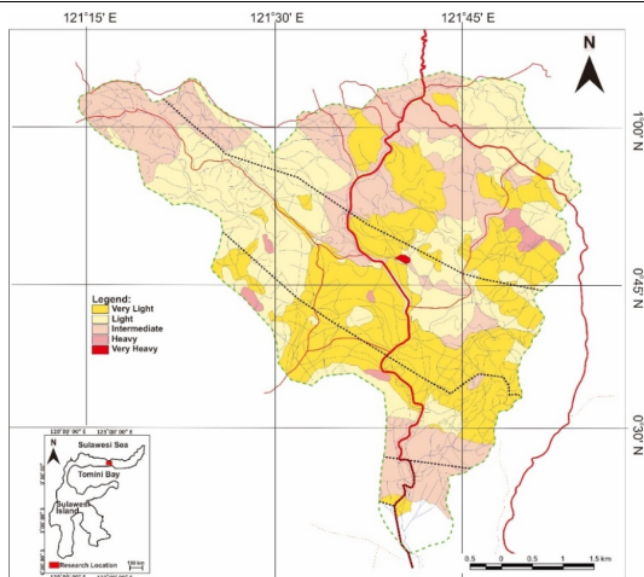 121°15' E 121°30' E 121°45' E
N
1°00' N
0°45' N
0°30' N
Legend:
Very Light
Light
Intermediate
Heavy
Very Heavy
N
Sulawesi Sea
Tomini Bay
Sulawesi
Island
Research Location
0.5 0 0.5 1 1.5 km